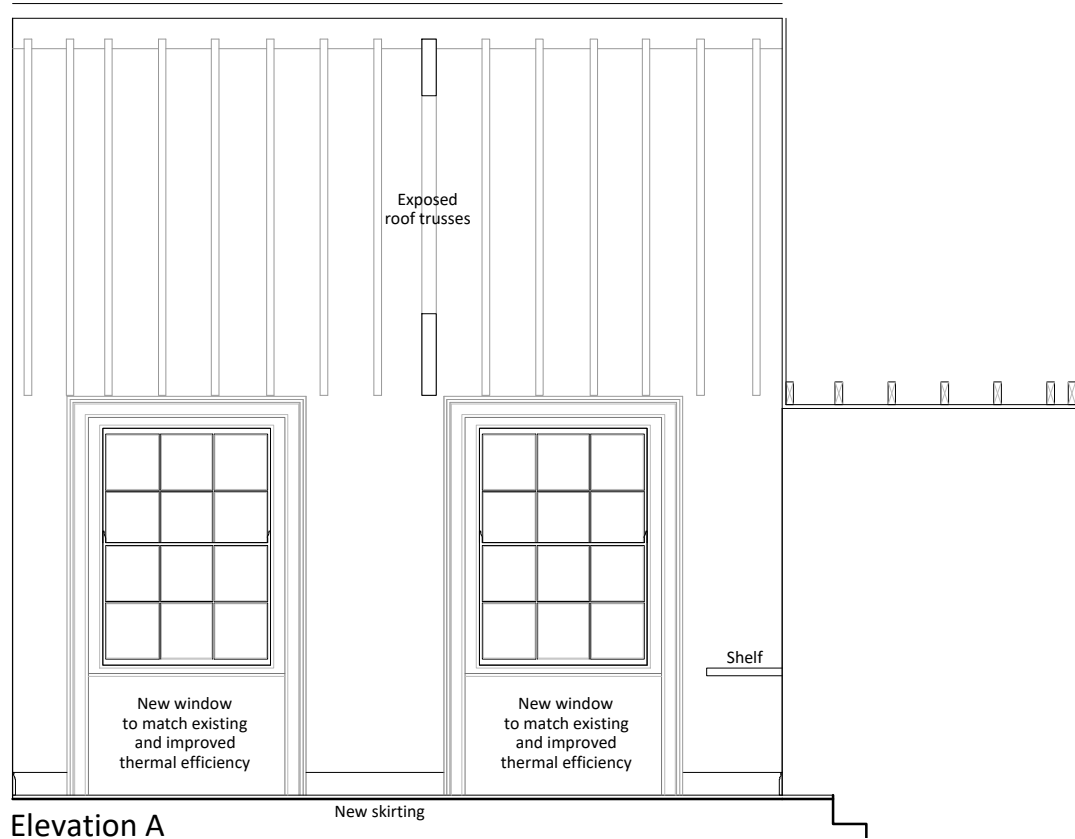 Exposed
roof trusses
Shelf
New window
to match existing
and improved
thermal efficiency
New window
to match existing
and improved
thermal efficiency
New skirting
Elevation A